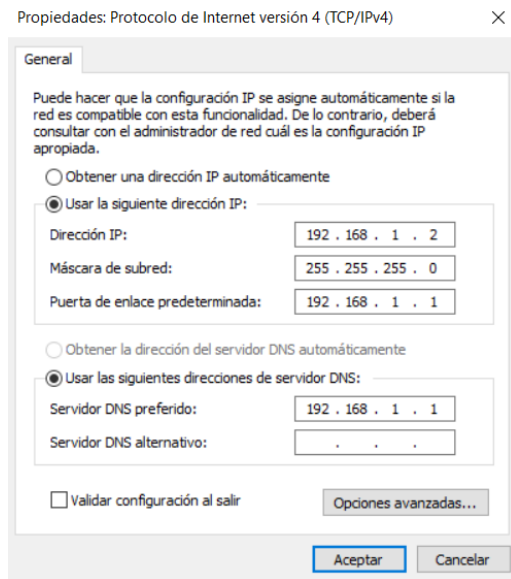 Propiedades: Protocolo de Internet versión 4 (TCP/IPv4)
General
Puede hacer que la configuración IP se asigne automáticamente si la
red es compatible con esta funcionalidad. De lo contrario, deberá
consultar con el administrador de red cuál es la configuración IP
apropiada.
Obtener una dirección IP automáticamente
Usar la siguiente dirección IP:
Dirección IP: 192 . 168 . 1 . 2
Máscara de subred: 255 . 255 . 255 . 0
Puerta de enlace predeterminada: 192 . 168 . 1 . 1
Obtener la dirección del servidor DNS automáticamente
Usar las siguientes direcciones de servidor DNS:
Servidor DNS preferido: 192 . 168 . 1 . 1
Servidor DNS alternativo: . . .
Validar configuración al salir Opciones avanzadas...
Aceptar Cancelar